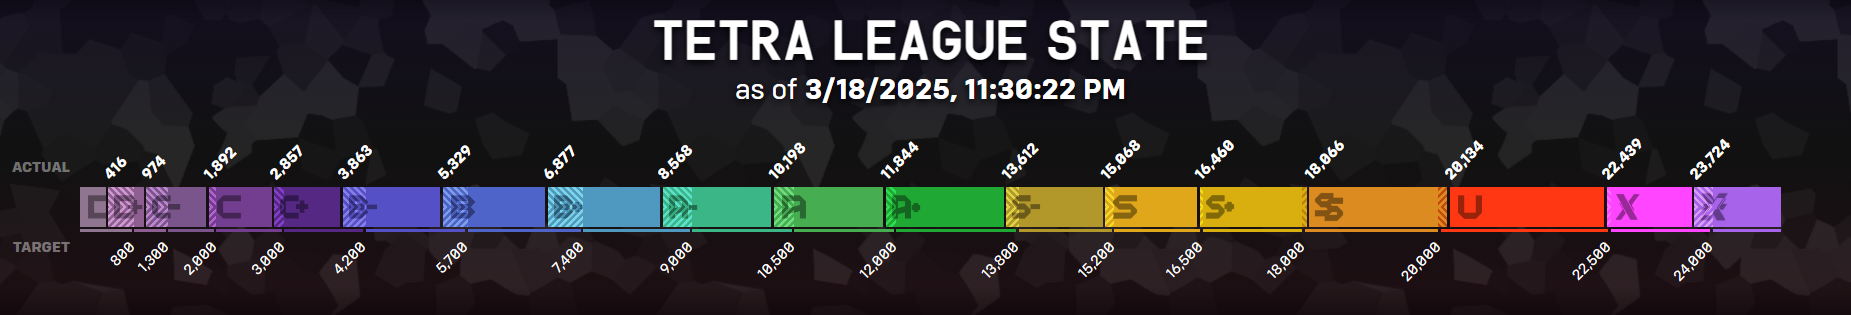 TETRA LEAGUE STATE
as of 3/18/2025, 11:30:22 PM
ACTUAL 416 974 1,892 2,857 3,863 5,329 6,877 8,568 10,198 11,844 13,612 15,068 16,460 18,066 20,134 22,439 23,724
D D+ C- C C+ B- B B+ A- A A+ S- S S+ SS U X X+
TARGET 800 1,300 2,000 3,000 4,200 5,700 7,400 9,000 10,500 12,000 13,800 15,200 16,500 18,000 20,000 22,500 24,000